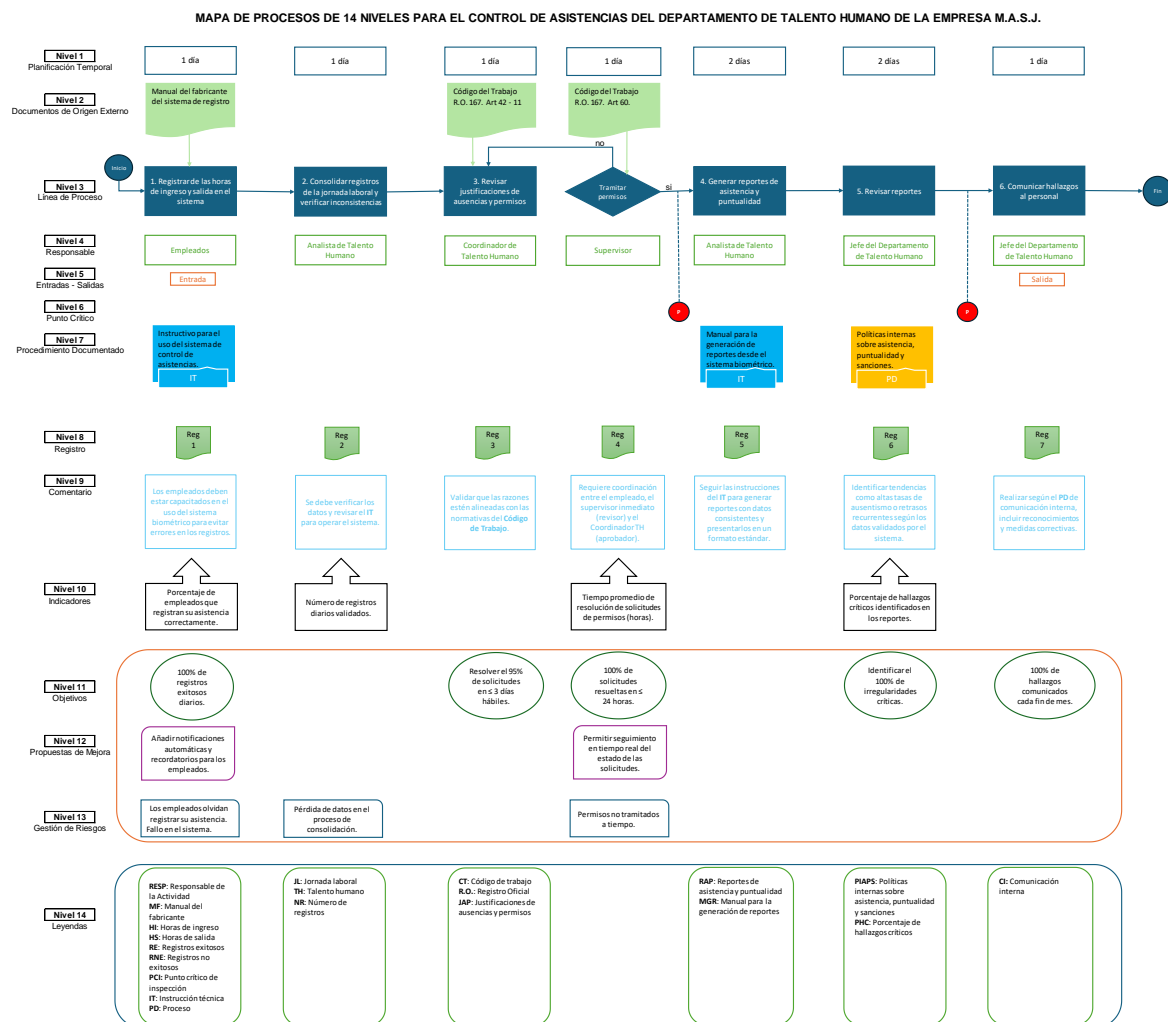 MAPA DE PROCESOS DE 14 NIVELES PARA EL CONTROL DE ASISTENCIAS DEL DEPARTAMENTO DE TALENTO HUMANO DE LA EMPRESA M.A.S.J.
Nivel 1
Planificación Temporal
1 día
1 día
1 día
1 día
2 días
2 días
1 día
Nivel 2
Documentos de Origen Externo
Manual del fabricante
del sistema de registro
Código del Trabajo
R.O. 167. Art 42 - 11
Código del Trabajo
R.O. 167. Art 60.
Nivel 3
Línea de Proceso
Inicio
1. Registrar de las horas
de ingreso y salida en el
sistema
2. Consolidar registros
de la jornada laboral y
verificar inconsistencias
3. Revisar
justificaciones de
ausencias y permisos
no
Tramitar
permisos
si
4. Generar reportes de
asistencia y
puntualidad
5. Revisar reportes
6. Comunicar hallazgos
al personal
Fin
Nivel 4
Responsable
Empleados
Analista de Talento
Humano
Coordinador de
Talento Humano
Supervisor
Analista de Talento
Humano
Jefe del Departamento
de Talento Humano
Jefe del Departamento
de Talento Humano
Nivel 5
Entradas - Salidas
Entrada
Salida
Nivel 6
Punto Crítico
P
P
Nivel 7
Procedimiento Documentado
Instructivo para el
uso del sistema de
control de
asistencias.
IT
Manual para la
generación de
reportes desde el
sistema biométrico.
IT
Políticas internas
sobre asistencia,
puntualidad y
sanciones.
PD
Nivel 8
Registro
Reg
1
Reg
2
Reg
3
Reg
4
Reg
5
Reg
6
Reg
7
Nivel 9
Comentario
Los empleados deben
estar capacitados en el
uso del sistema
biométrico para evitar
errores en los registros.
Se debe verificar los
datos y revisar el IT
para operar el sistema.
Validar que las razones
estén alineadas con las
normativas del Código
de Trabajo.
Requiere coordinación
entre el empleado, el
supervisor inmediato
(revisor) y el
Coordinador TH
(aprobador).
Seguir las instrucciones
del IT para generar
reportes con datos
consistentes y
presentarlos en un
formato estándar.
Identificar tendencias
como altas tasas de
ausentismo o retrasos
recurrentes según los
datos validados por el
sistema.
Realizar según el PD de
comunicación interna,
incluir reconocimientos
y medidas correctivas.
Nivel 10
Indicadores
Porcentaje de
empleados que
registran su asistencia
correctamente.
Número de registros
diarios validados.
Tiempo promedio de
resolución de solicitudes
de permisos (horas).
Porcentaje de hallazgos
críticos identificados en
los reportes.
Nivel 11
Objetivos
100% de
registros
exitosos
diarios.
Resolver el 95%
de solicitudes
en ≤ 3 días
hábiles.
100% de
solicitudes
resueltas en ≤
24 horas.
Identificar el
100% de
irregularidades
críticas.
100% de
hallazgos
comunicados
cada fin de mes.
Nivel 12
Propuestas de Mejora
Añadir notificaciones
automáticas y
recordatorio para los
empleados.
Permitir seguimiento
en tiempo real del
estado de las
solicitudes.
Nivel 13
Gestión de Riesgos
Los empleados olvidan
registrar su asistencia.
Fallo en el sistema.
Pérdida de datos en el
proceso de
consolidación.
Permisos no tramitados
a tiempo.
Nivel 14
Leyendas
RESP: Responsable de
la Actividad
MF: Manual del
fabricante
HI: Horas de ingreso
HS: Horas de salida
RE: Registros exitosos
RNE: Registros no
exitosos
PCI: Punto crítico de
inspección
IT: Instrucción técnica
PD: Proceso
JL: Jornada laboral
TH: Talento humano
NR: Número de
registros
CT: Código de trabajo
R.O.: Registro Oficial
JAP: Justificaciones de
ausencias y permisos
RAP: Reportes de
asistencia y puntualidad
MGR: Manual para la
generación de reportes
PIAPS: Políticas
internas sobre
asistencia, puntualidad
y sanciones
PHC: Porcentaje de
hallazgos críticos
CI: Comunicación
interna